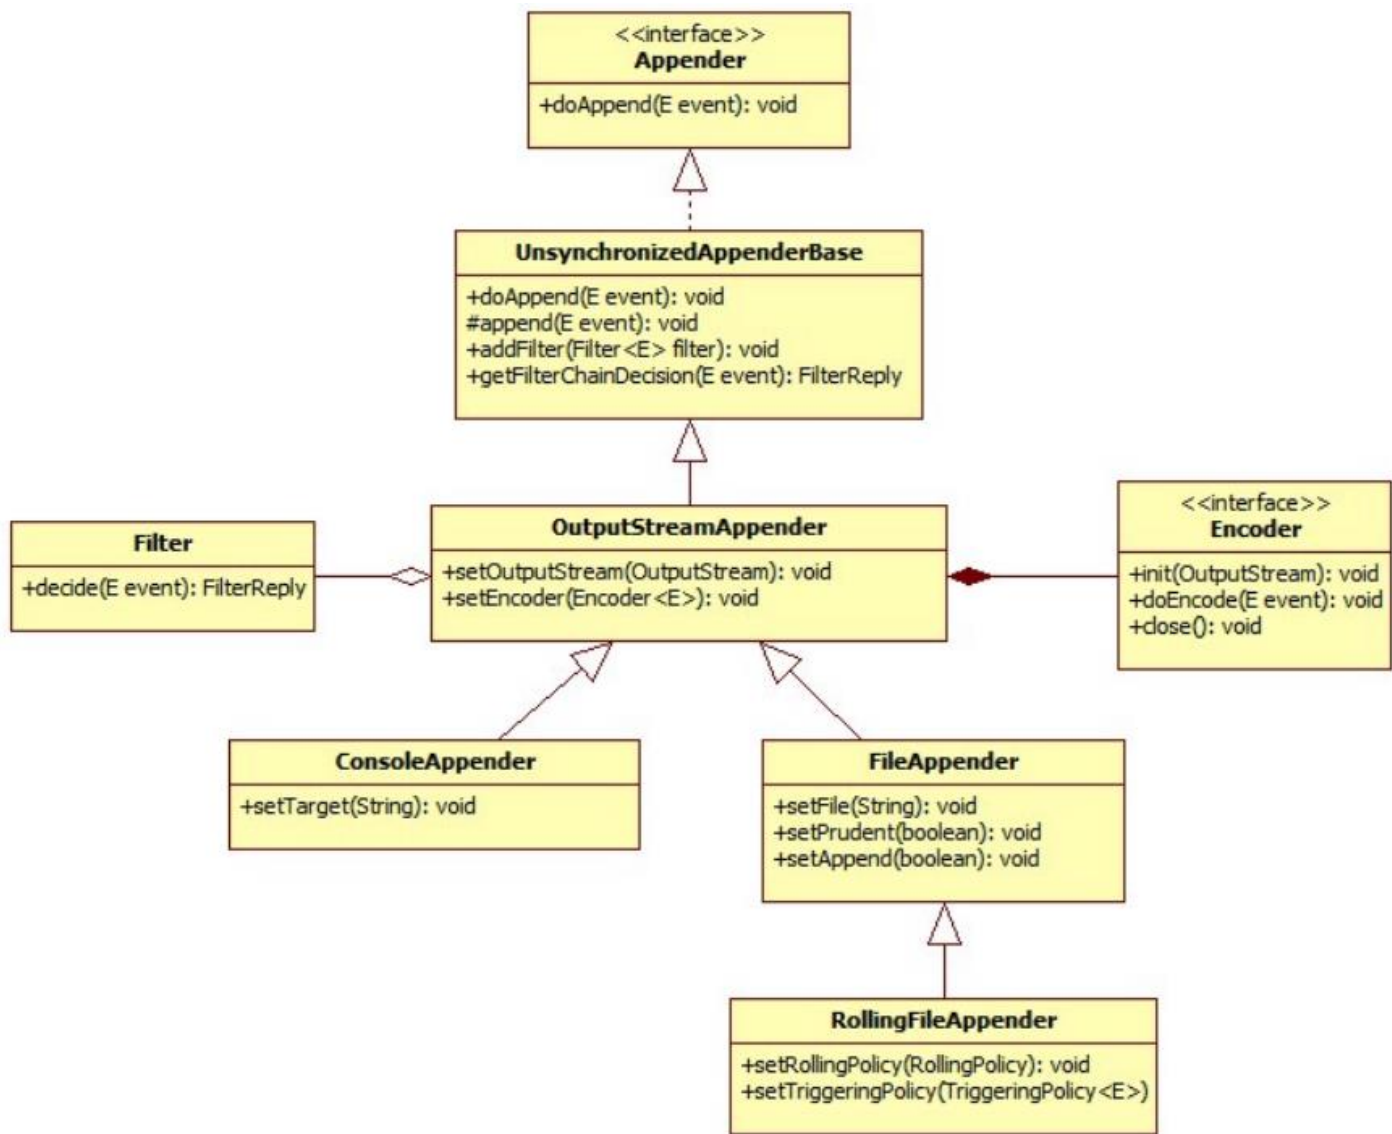 <<interface>>
Appender
+doAppend(E event): void
UnsynchronizedAppenderBase
+doAppend(E event): void
#append(E event): void
+addFilter(Filter<E> filter): void
+getFilterChainDecision(E event): FilterReply
Filter
+decide(E event): FilterReply
OutputStreamAppender
+setOutputStream(OutputStream): void
+setEncoder(Encoder<E>): void
<<interface>>
Encoder
+init(OutputStream): void
+doEncode(E event): void
+close(): void
ConsoleAppender
+setTarget(String): void
FileAppender
+setFile(String): void
+setPrudent(boolean): void
+setAppend(boolean): void
RollingFileAppender
+setRollingPolicy(RollingPolicy): void
+setTriggeringPolicy(TriggeringPolicy<E>)